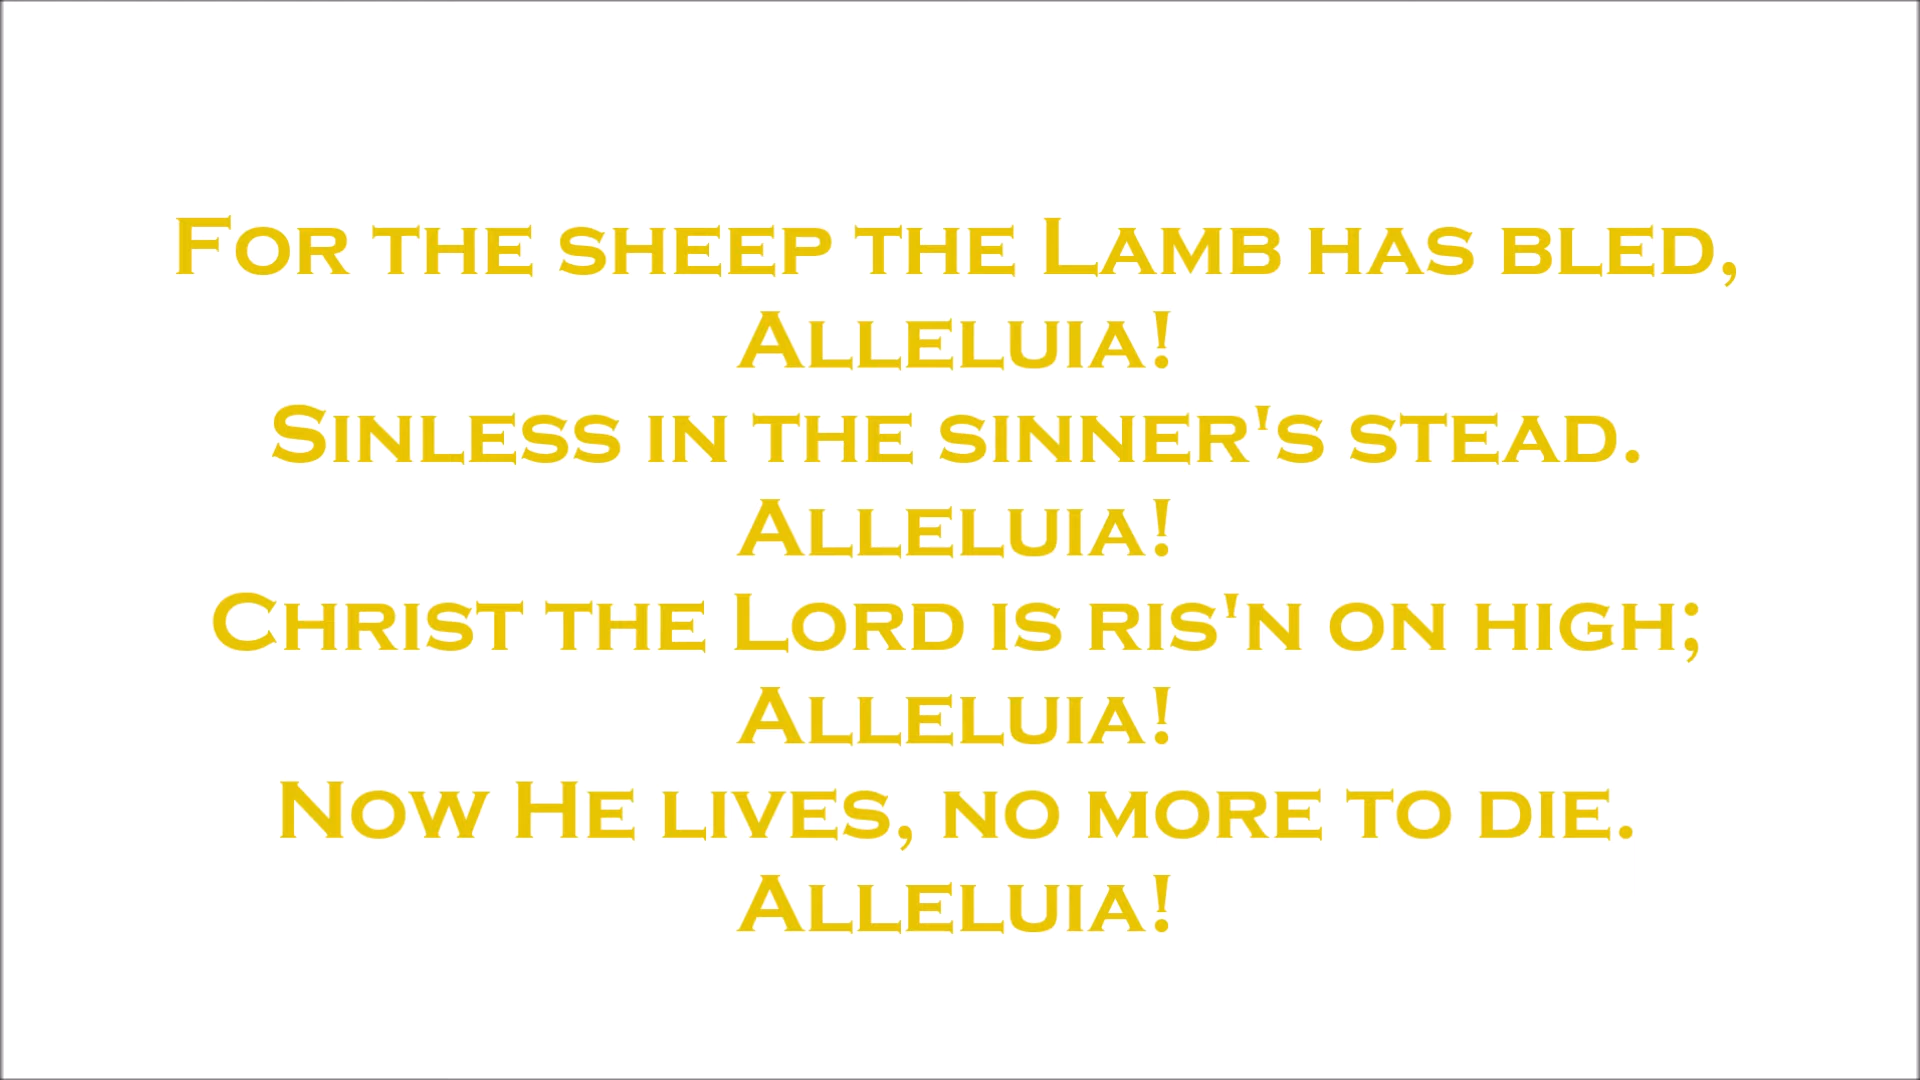 For the sheep the Lamb has bled,
Alleluia!
Sinless in the sinner's stead.
Alleluia!
Christ the Lord is ris'n on high;
Alleluia!
Now He lives, no more to die.
Alleluia!